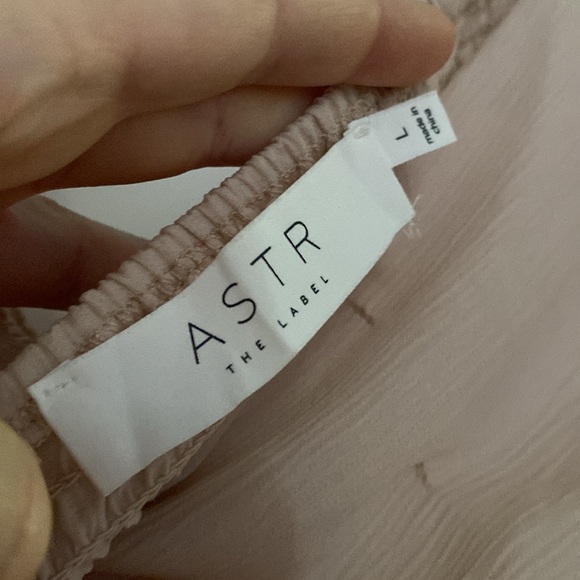 ASTR
THE LABEL
L
made in
china